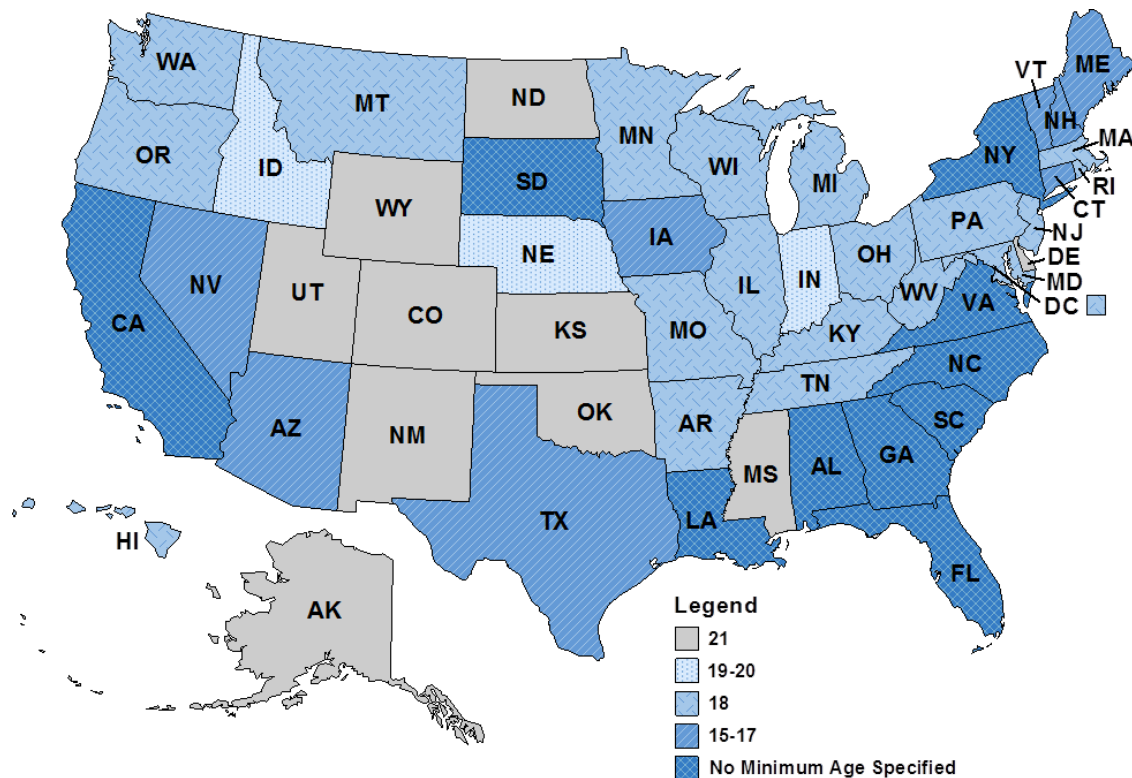 WA
MT
ND
MN
VT
ME
NH
MA
OR
ID
SD
WI
MI
NY
RI
CT
WY
IA
PA
NJ
NE
OH
DE
IN
MD
NV
UT
IL
WV
DC
CA
CO
VA
KS
MO
KY
NC
TN
AZ
NM
OK
AR
SC
MS
AL
GA
TX
LA
HI
FL
AK
Legend
21
19-20
18
15-17
No Minimum Age Specified